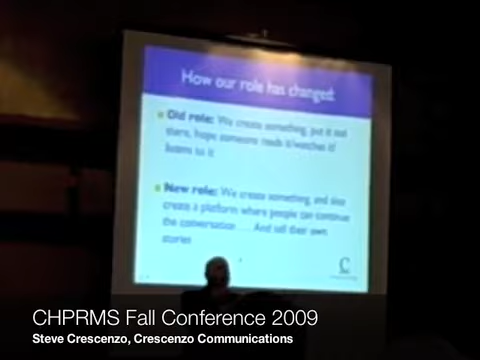 How our role has changed:
Old role: We create something, put it out
there, hope someone reads it/watches it/
listens to it
New role: We create something, and also
create a platform where people can continue
the conversation . . . And tell their own
stories
C
CHPRMS Fall Conference 2009
Steve Crescenzo, Crescenzo Communications